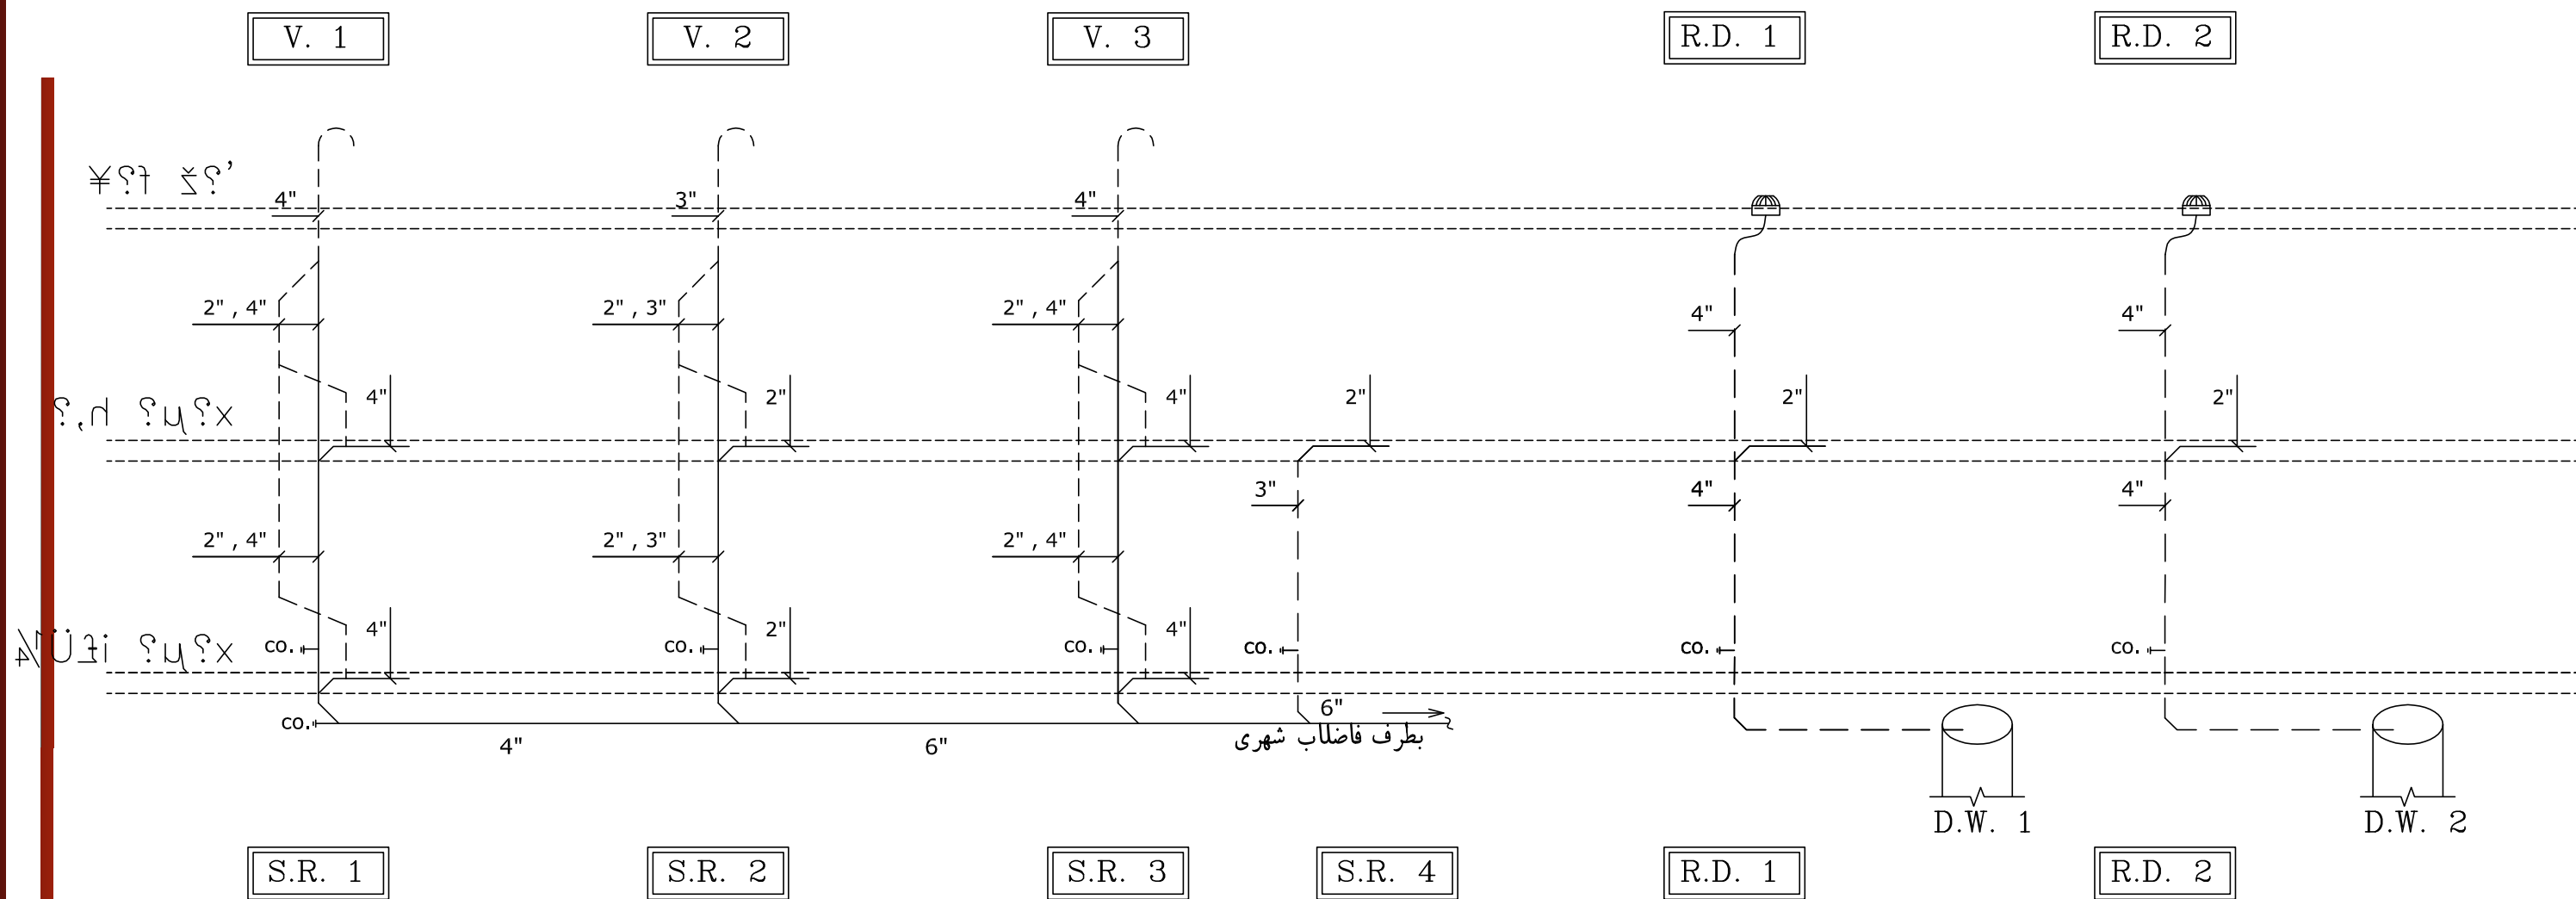 V. 1
V. 2
V. 3
R.D. 1
R.D. 2
4"
3"
4"
2" , 4"
2" , 3"
2" , 4"
4"
4"
4"
2"
4"
2"
2"
2"
3"
4"
4"
2" , 4"
2" , 3"
2" , 4"
4"
2"
4"
co.
co.
co.
co.
co.
co.
co.
6"
بطرف فاضلاب شهری
4"
6"
D.W. 1
D.W. 2
S.R. 1
S.R. 2
S.R. 3
S.R. 4
R.D. 1
R.D. 2